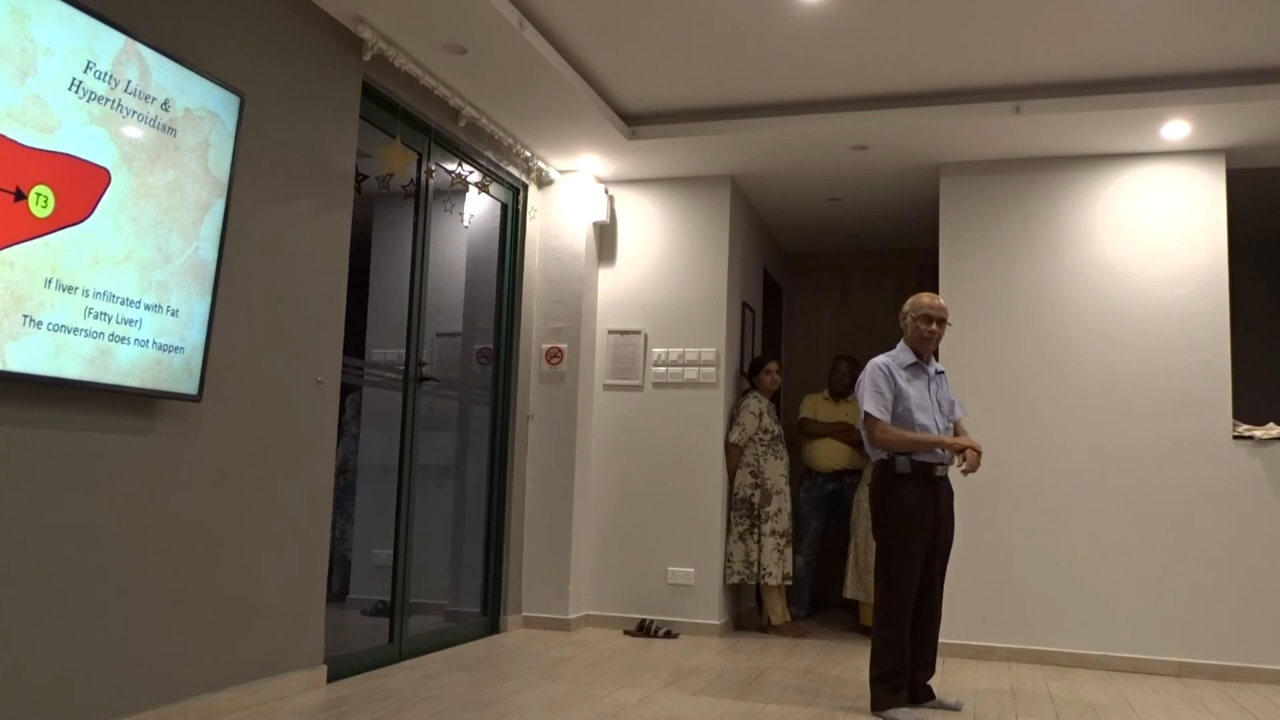 Fatty Liver &
Hyperthyroidism
T3
If liver is infiltrated with Fat
(Fatty Liver)
The conversion does not happen